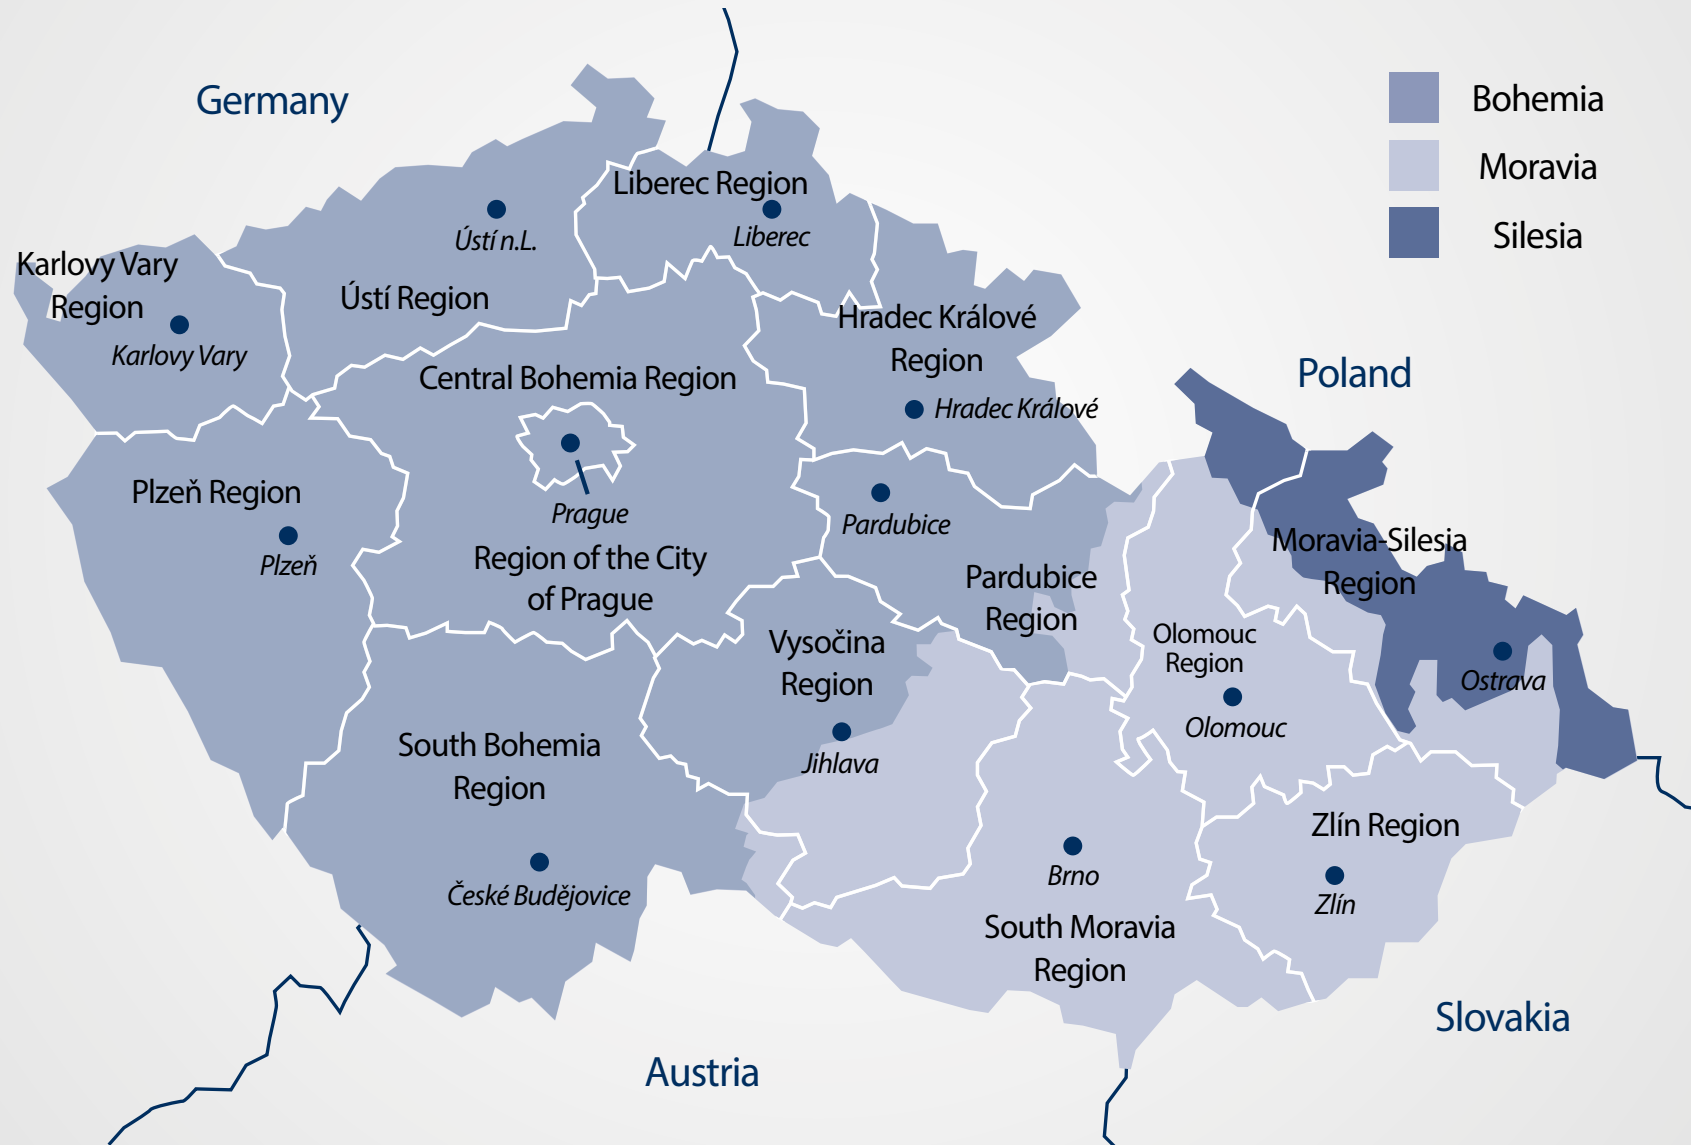 Germany
Bohemia
Moravia
Silesia
Liberec Region
Liberec
Ústí n.L.
Ústí Region
Karlovy Vary
Region
Karlovy Vary
Hradec Králové
Region
Hradec Králové
Poland
Central Bohemia Region
Prague
Region of the City
of Prague
Plzeň Region
Plzeň
Pardubice
Pardubice
Region
Moravia-Silesia
Region
Ostrava
Olomouc
Region
Olomouc
Vysočina
Region
Jihlava
South Bohemia
Region
České Budějovice
Brno
South Moravia
Region
Zlín Region
Zlín
Slovakia
Austria